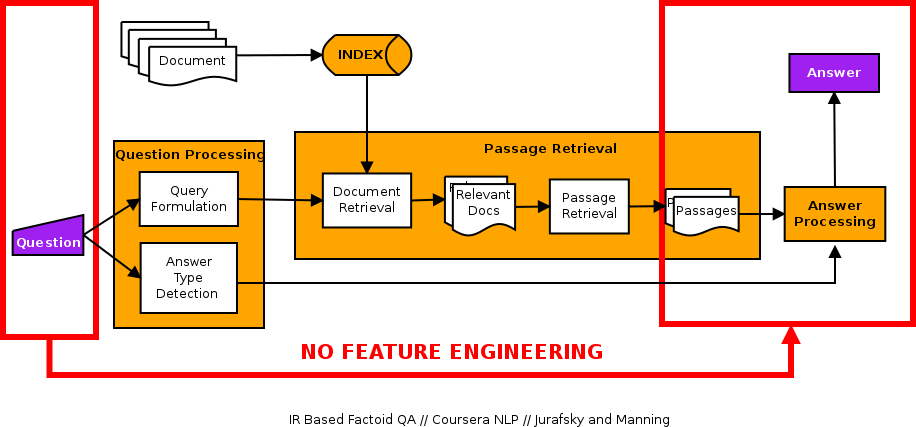 Document
INDEX
Answer
Question Processing
Passage Retrieval
Query
Formulation
Document
Retrieval
Relevant
Docs
Passage
Retrieval
Passages
Answer
Processing
Question
Answer
Type
Detection
NO FEATURE ENGINEERING
IR Based Factoid QA // Coursera NLP // Jurafsky and Manning